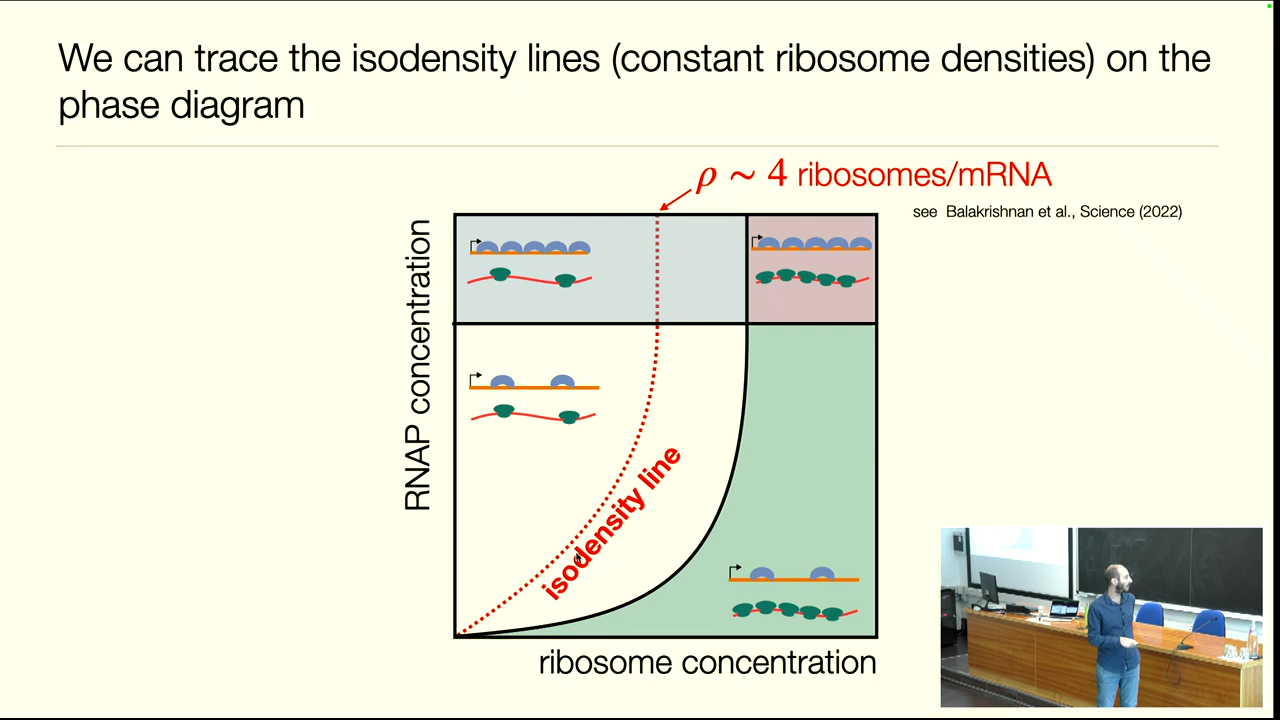 We can trace the isodensity lines (constant ribosome densities) on the
phase diagram
ρ ~ 4 ribosomes/mRNA
see Balakrishnan et al., Science (2022)
RNAP concentration
isodensity line
ribosome concentration